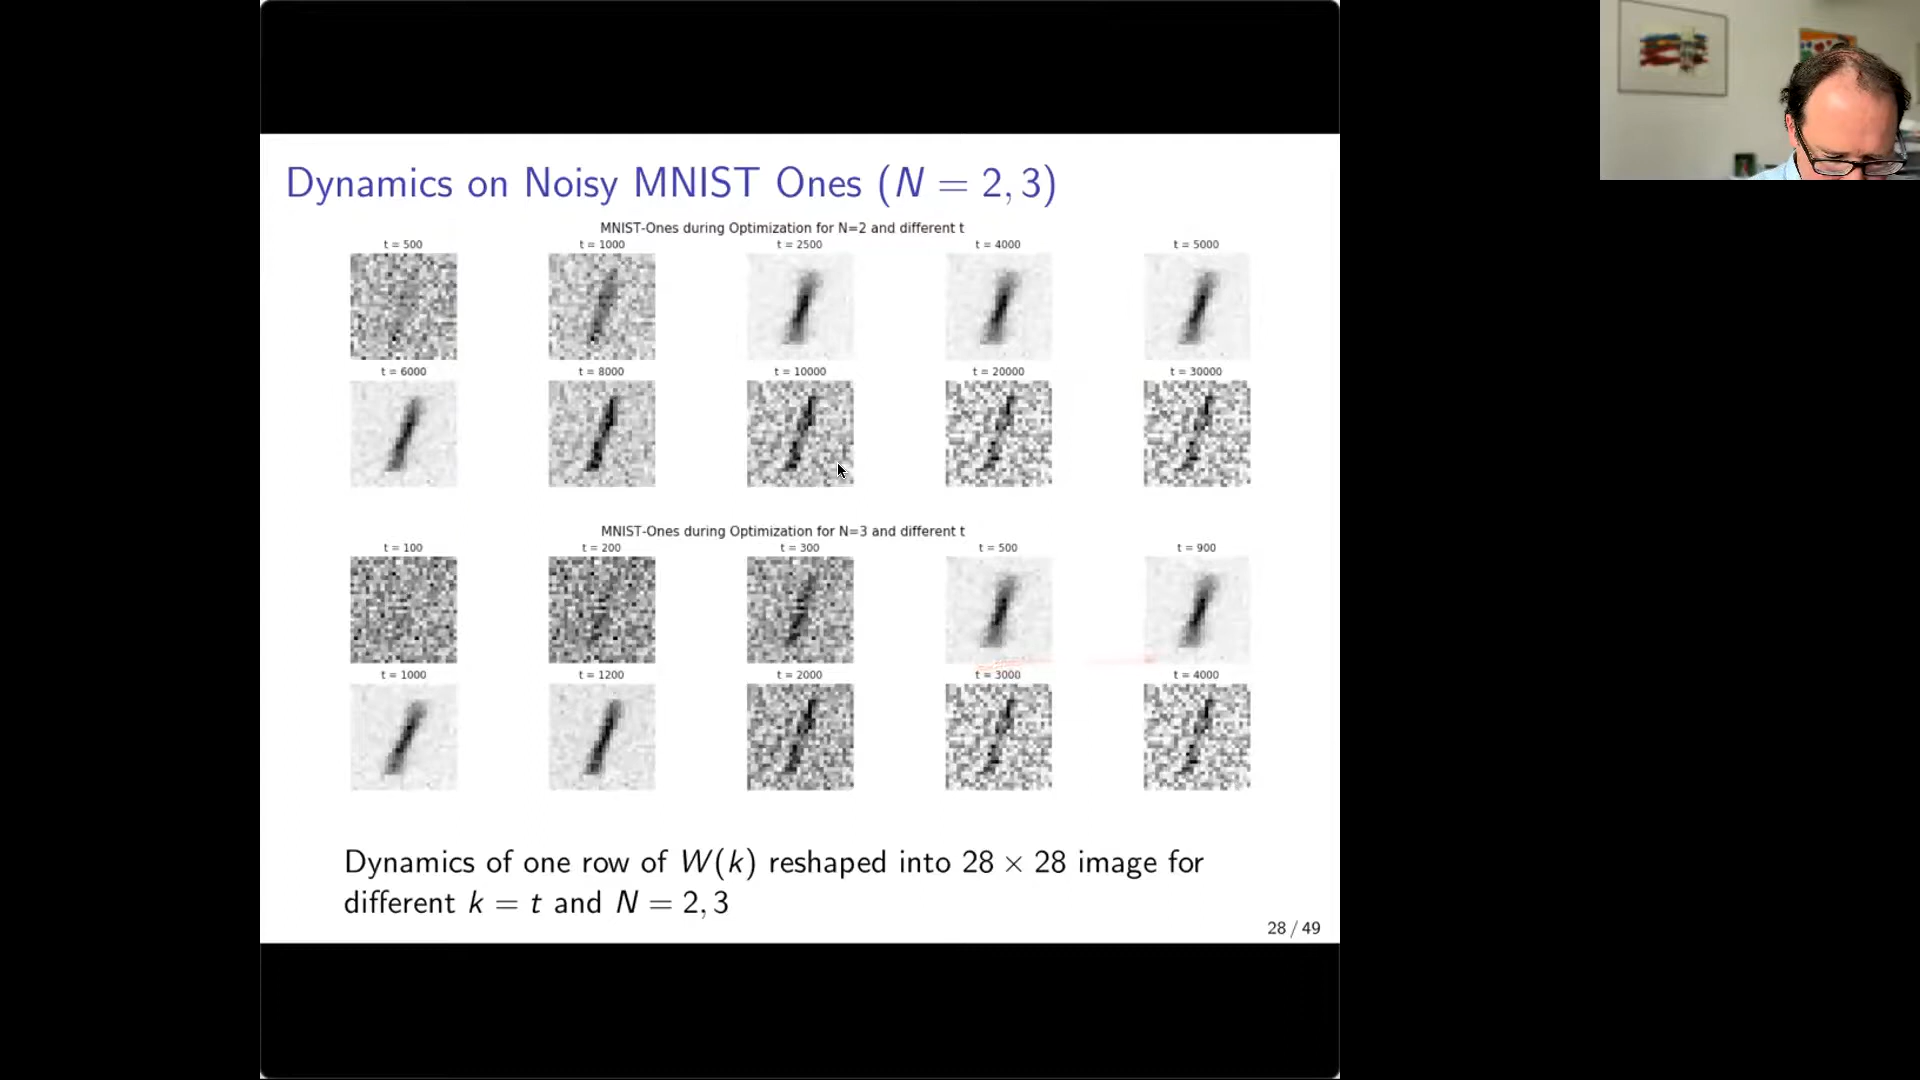 Dynamics on Noisy MNIST Ones (N = 2, 3)
MNIST-Ones during Optimization for N=2 and different t
t = 500 t = 1000 t = 2500 t = 4000 t = 5000
t = 6000 t = 8000 t = 10000 t = 20000 t = 30000
MNIST-Ones during Optimization for N=3 and different t
t = 100 t = 200 t = 300 t = 500 t = 900
t = 1000 t = 1200 t = 2000 t = 3000 t = 4000
Dynamics of one row of W(k) reshaped into 28 × 28 image for
different k = t and N = 2, 3
28 / 49